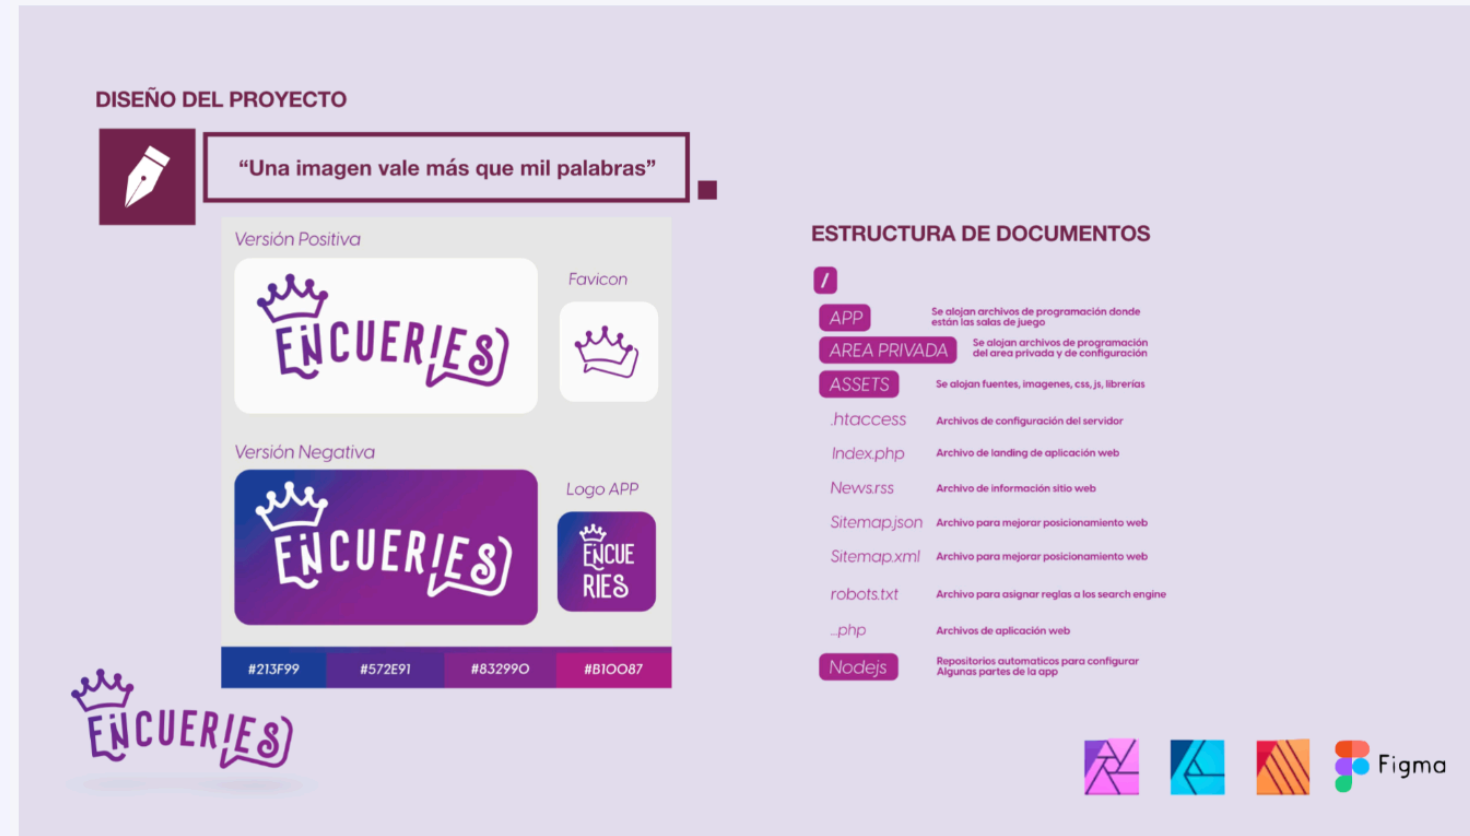 DISEÑO DEL PROYECTO
“Una imagen vale más que mil palabras”
Versión Positiva
ENCUERIES
Favicon
Versión Negativa
ENCUERIES
Logo APP
ENCUE
RIES
#213F99
#572E91
#832990
#B10087
ENCUERIES
ESTRUCTURA DE DOCUMENTOS
/
APP
Se alojan archivos de programación donde
están las salas de juego
AREA PRIVADA
Se alojan archivos de programación
del area privada y de configuración
ASSETS
Se alojan fuentes, imagenes, css, js, librerías
.htaccess
Archivos de configuración del servidor
Index.php
Archivo de landing de aplicación web
News.rss
Archivo de información sitio web
Sitemap.json
Archivo para mejorar posicionamiento web
Sitemap.xml
Archivo para mejorar posicionamiento web
robots.txt
Archivo para asignar reglas a los search engine
...php
Archivos de aplicación web
Nodejs
Repositorios automaticos para configurar
Algunas partes de la app
Figma